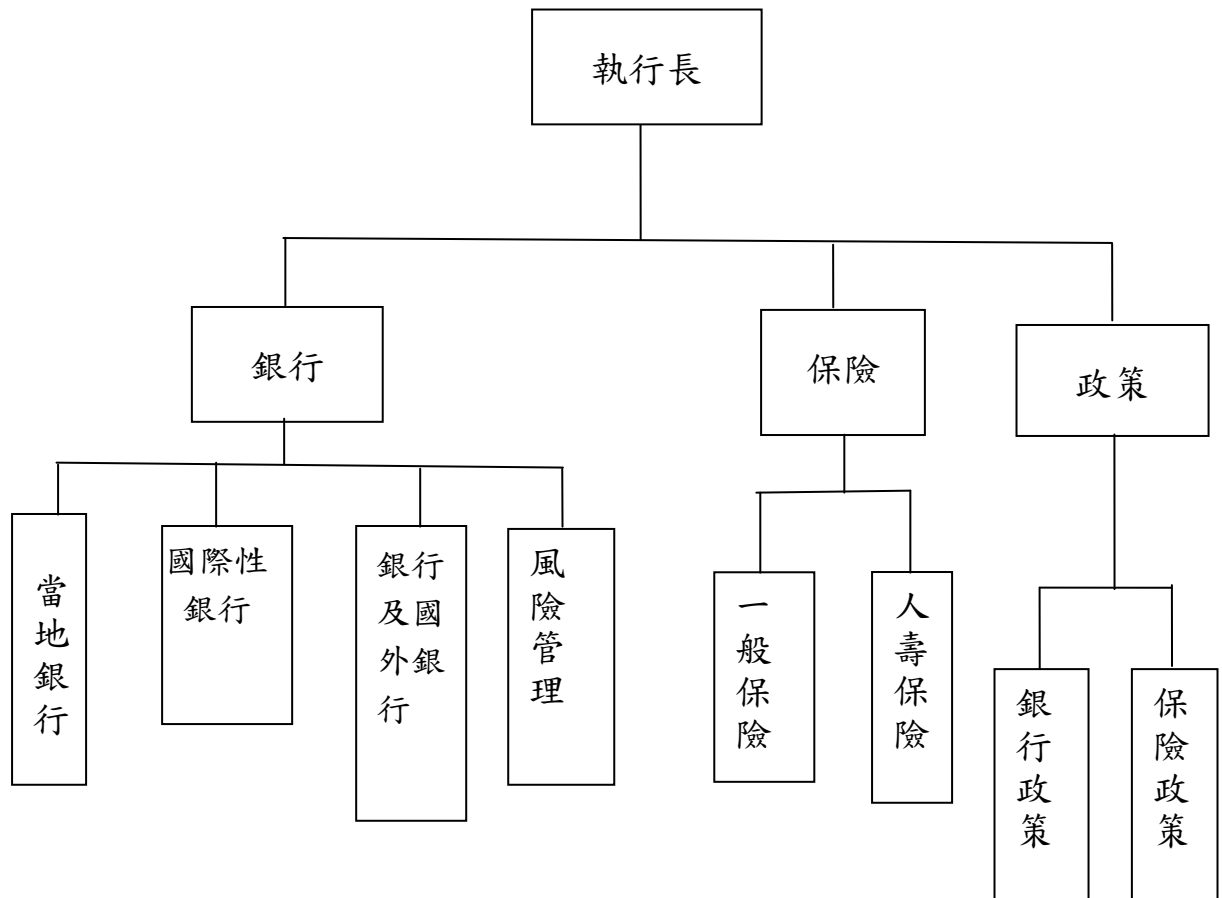 執行長
銀行
保險
政策
當地銀行
國際性
銀行
銀行
及國
外銀
行
風險管理
一般保險
人壽保險
銀行政策
保險政策